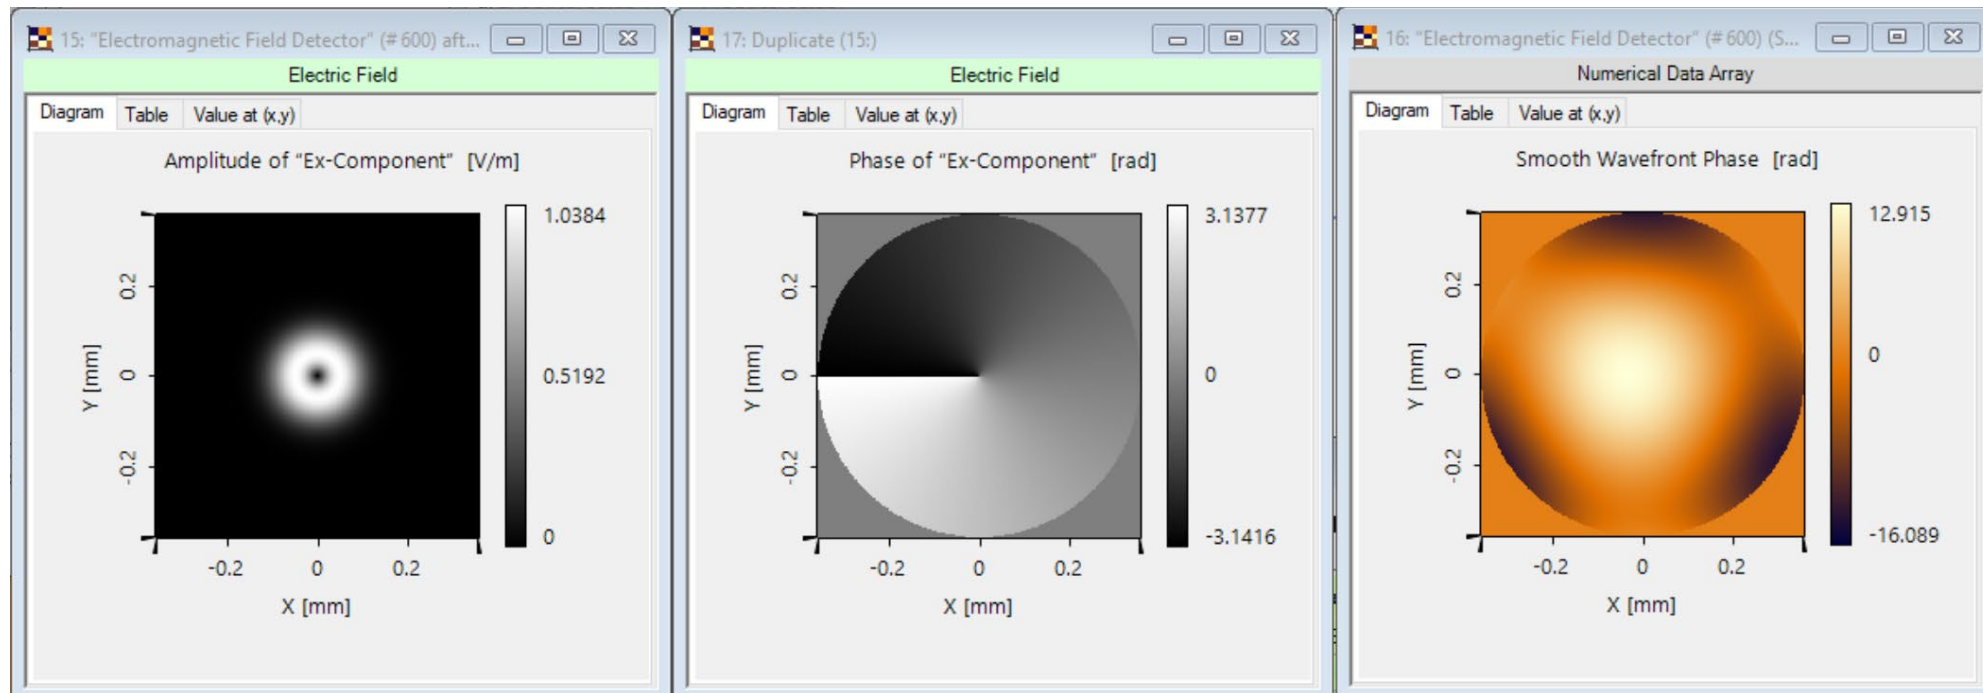 15: "Electromagnetic Field Detector" (# 600) aft...
Electric Field
Diagram Table Value at (x,y)
Amplitude of "Ex-Component" [V/m]
1.0384
0.5192
0
0.2
0
-0.2
Y [mm]
-0.2 0 0.2
X [mm]
17: Duplicate (15:)
Electric Field
Diagram Table Value at (x,y)
Phase of "Ex-Component" [rad]
3.1377
0
-3.1416
0.2
0
-0.2
Y [mm]
-0.2 0 0.2
X [mm]
16: "Electromagnetic Field Detector" (# 600) (S...
Numerical Data Array
Diagram Table Value at (x,y)
Smooth Wavefront Phase [rad]
12.915
0
-16.089
0.2
0
-0.2
Y [mm]
-0.2 0 0.2
X [mm]